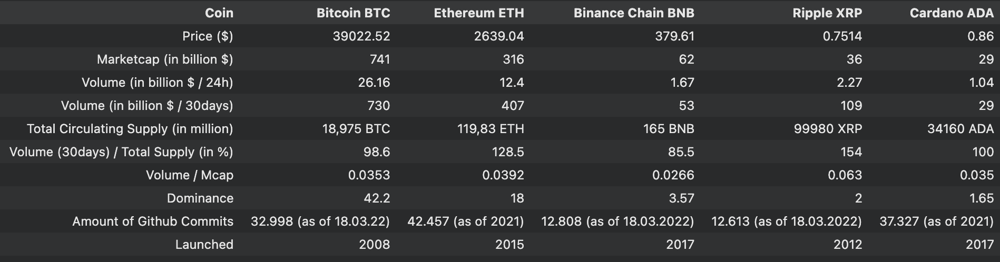 Coin Bitcoin BTC Ethereum ETH Binance Chain BNB Ripple XRP Cardano ADA
Price ($) 39022.52 2639.04 379.61 0.7514 0.86
Marketcap (in billion $) 741 316 62 36 29
Volume (in billion $ / 24h) 26.16 12.4 1.67 2.27 1.04
Volume (in billion $ / 30days) 730 407 53 109 29
Total Circulating Supply (in million) 18,975 BTC 119,83 ETH 165 BNB 99980 XRP 34160 ADA
Volume (30days) / Total Supply (in %) 98.6 128.5 85.5 154 100
Volume / Mcap 0.0353 0.0392 0.0266 0.063 0.035
Dominance 42.2 18 3.57 2 1.65
Amount of Github Commits 32.998 (as of 18.03.22) 42.457 (as of 2021) 12.808 (as of 18.03.2022) 12.613 (as of 18.03.2022) 37.327 (as of 2021)
Launched 2008 2015 2017 2012 2017